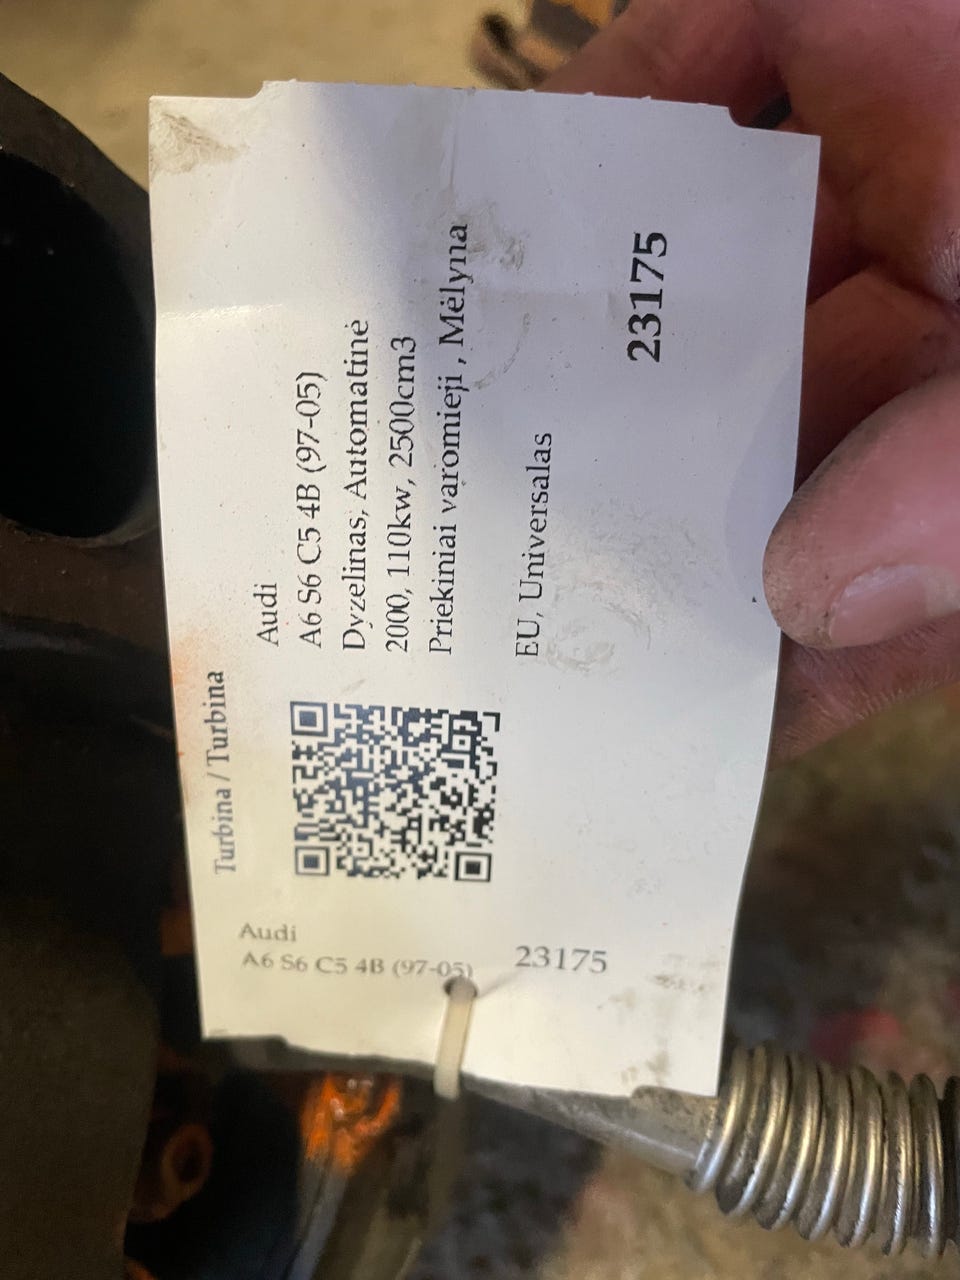 Turbina / Turbina
Audi
A6 S6 C5 4B (97-05)
Dyzelinas, Automatinė
2000, 110kw, 2500cm3
Priekiniai varomieji , Mėlyna
EU, Universalas
23175
Audi
A6 S6 C5 4B (97-05)
23175